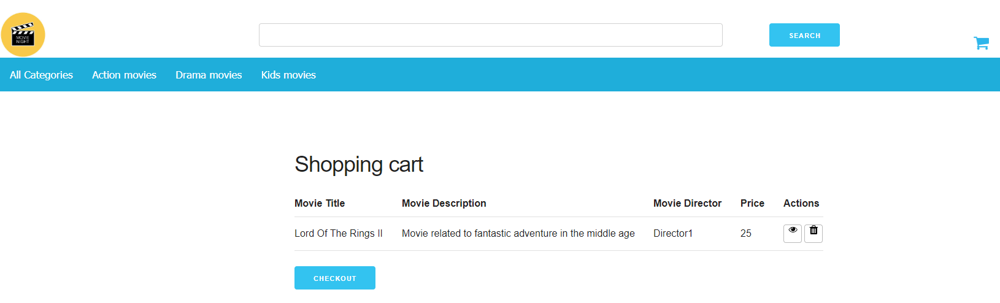 MOVIE
NIGHT
SEARCH
All Categories Action movies Drama movies Kids movies
Shopping cart
Movie Title Movie Description Movie Director Price Actions
Lord Of The Rings II Movie related to fantastic adventure in the middle age Director1 25
CHECKOUT